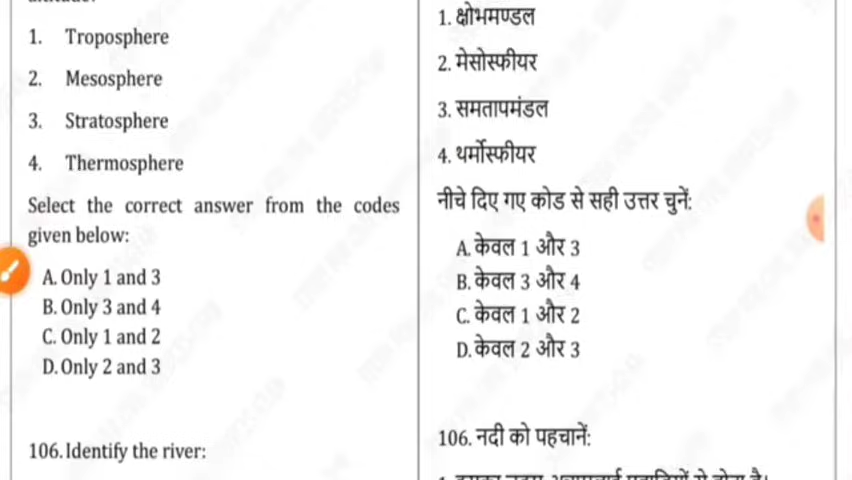 1. Troposphere
2. Mesosphere
3. Stratosphere
4. Thermosphere
Select the correct answer from the codes
given below:
A. Only 1 and 3
B. Only 3 and 4
C. Only 1 and 2
D. Only 2 and 3
106. Identify the river:
1. क्षोभमण्डल
2. मेसोस्फीयर
3. समतापमंडल
4. थर्मोस्फीयर
नीचे दिए गए कोड से सही उत्तर चुनें:
A. केवल 1 और 3
B. केवल 3 और 4
C. केवल 1 और 2
D. केवल 2 और 3
106. नदी को पहचानें: